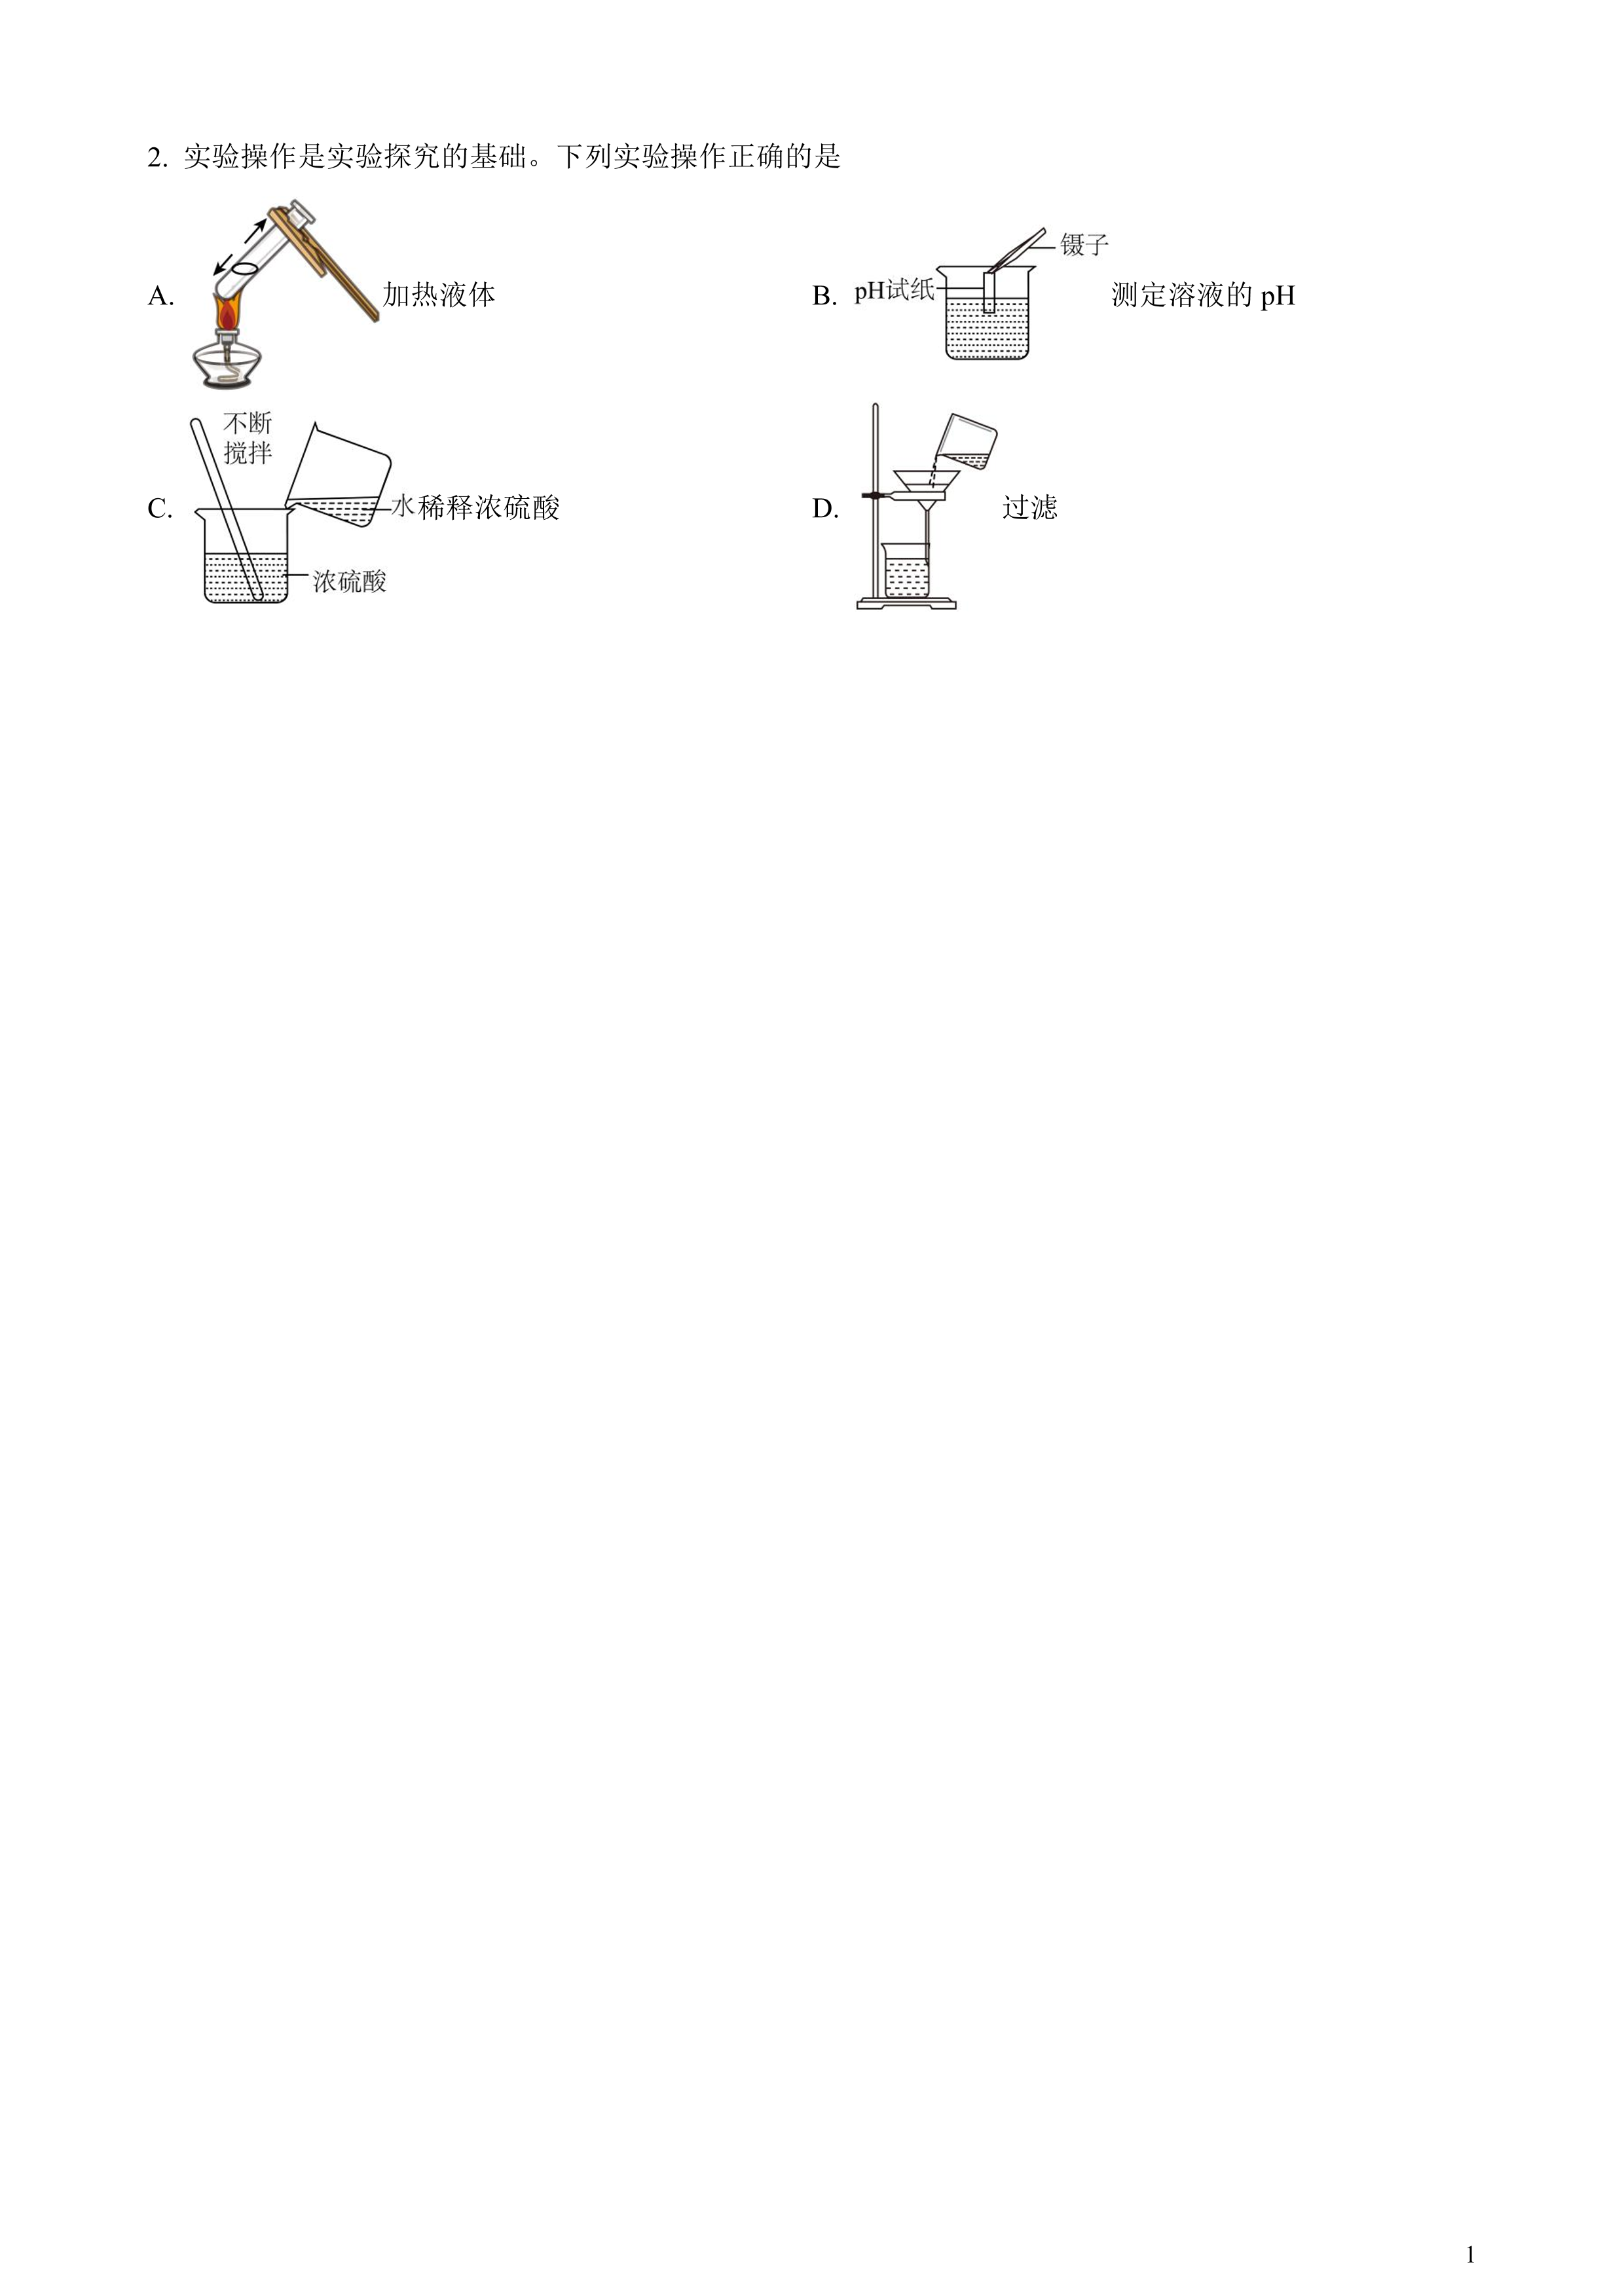 2. 实验操作是实验探究的基础。下列实验操作正确的是
A. 加热液体
B. pH试纸 镊子 测定溶液的 pH
不断
搅拌
C. 水稀释浓硫酸
浓硫酸
D. 过滤
1